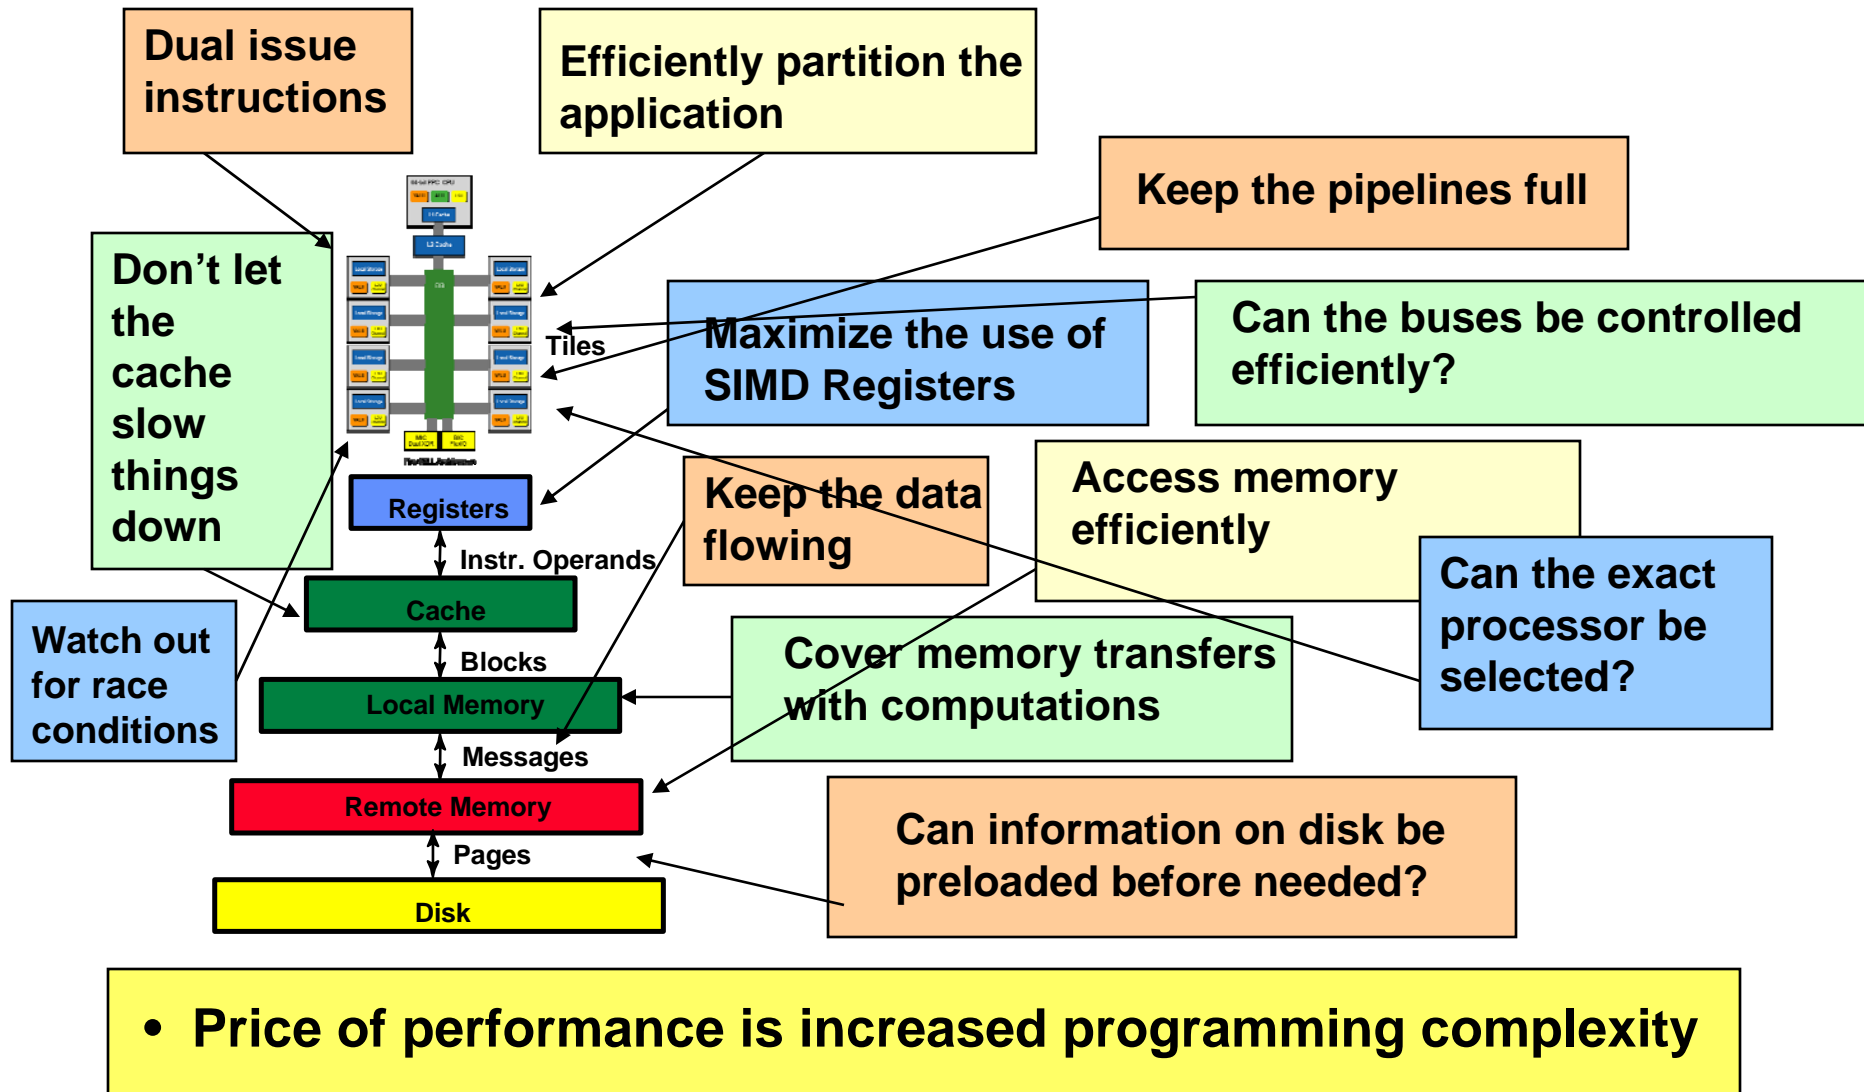 Dual issue
instructions
Efficiently partition the
application
Keep the pipelines full
Don’t let
the
cache
slow
things
down
Maximize the use of
SIMD Registers
Can the buses be controlled
efficiently?
Tiles
L2 Cache
Local Storage
Registers
Instr. Operands
Keep the data
flowing
Access memory
efficiently
Can the exact
processor be
selected?
Cache
Watch out
for race
conditions
Blocks
Cover memory transfers
with computations
Local Memory
Messages
Remote Memory
Can information on disk be
preloaded before needed?
Pages
Disk
• Price of performance is increased programming complexity